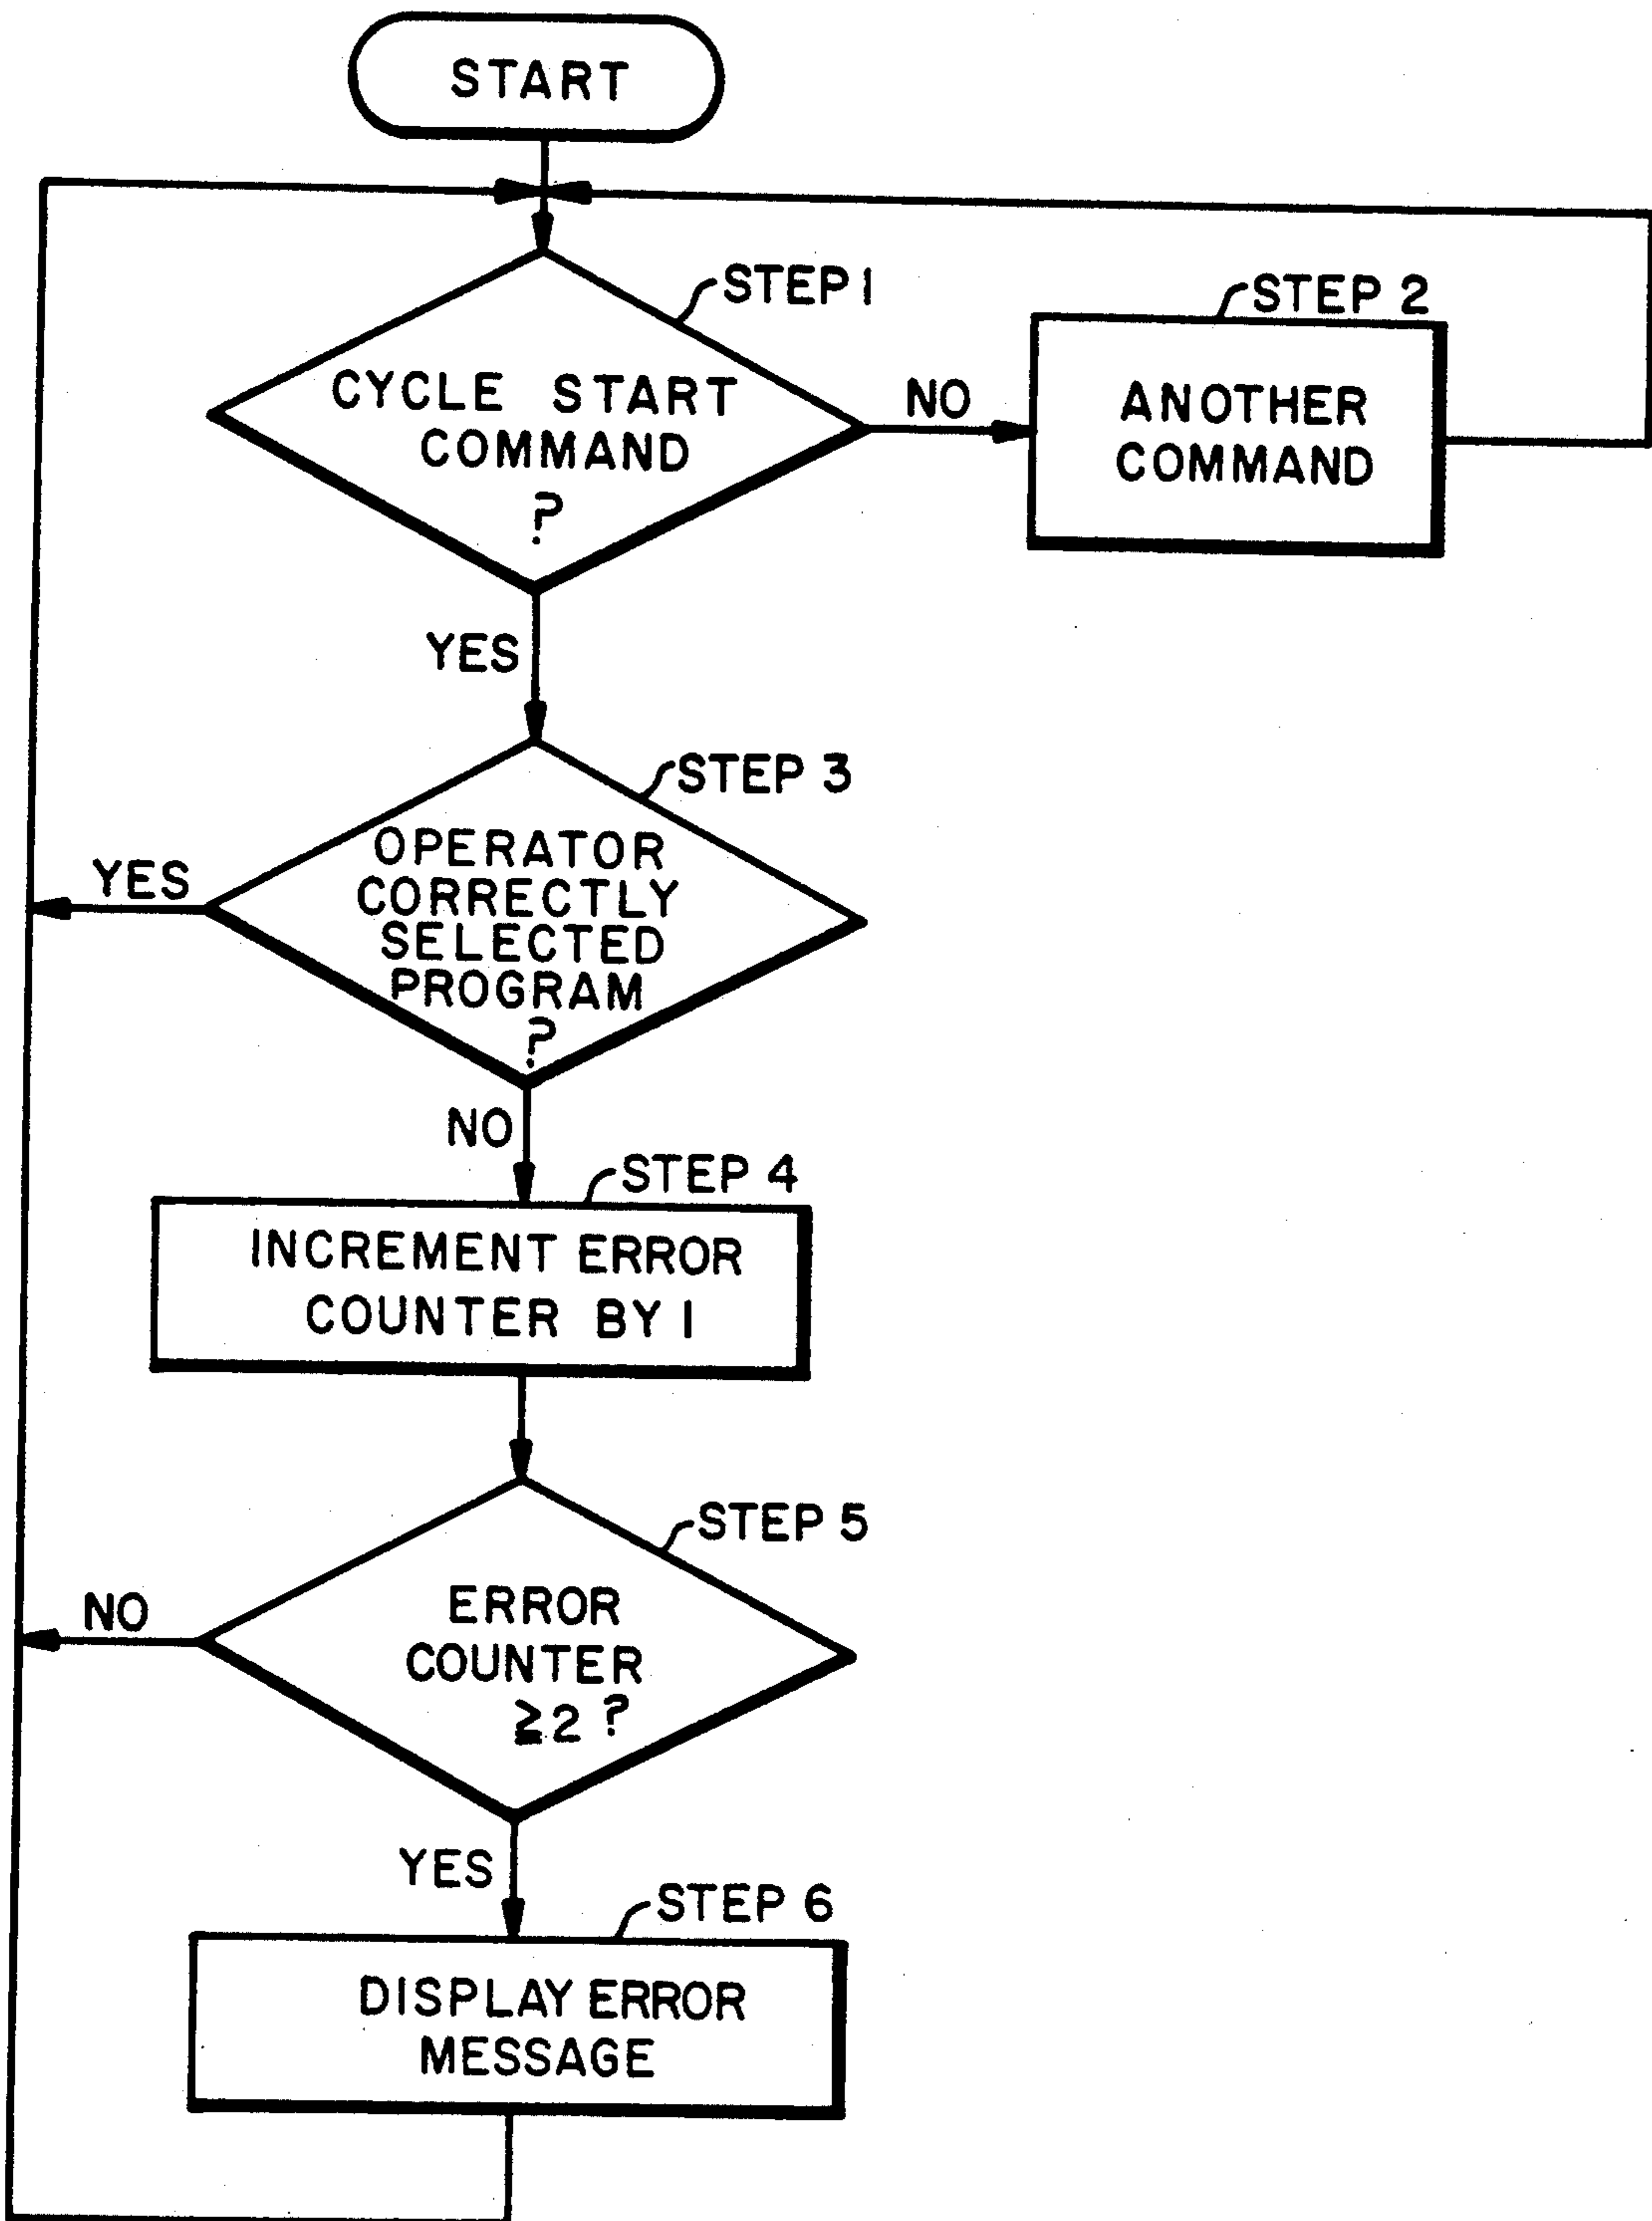 START
STEP 1
CYCLE START
COMMAND
?
NO
STEP 2
ANOTHER
COMMAND
YES
STEP 3
OPERATOR
CORRECTLY
SELECTED
PROGRAM
?
YES
NO
STEP 4
INCREMENT ERROR
COUNTER BY 1
STEP 5
ERROR
COUNTER
≧2 ?
NO
YES
STEP 6
DISPLAY ERROR
MESSAGE